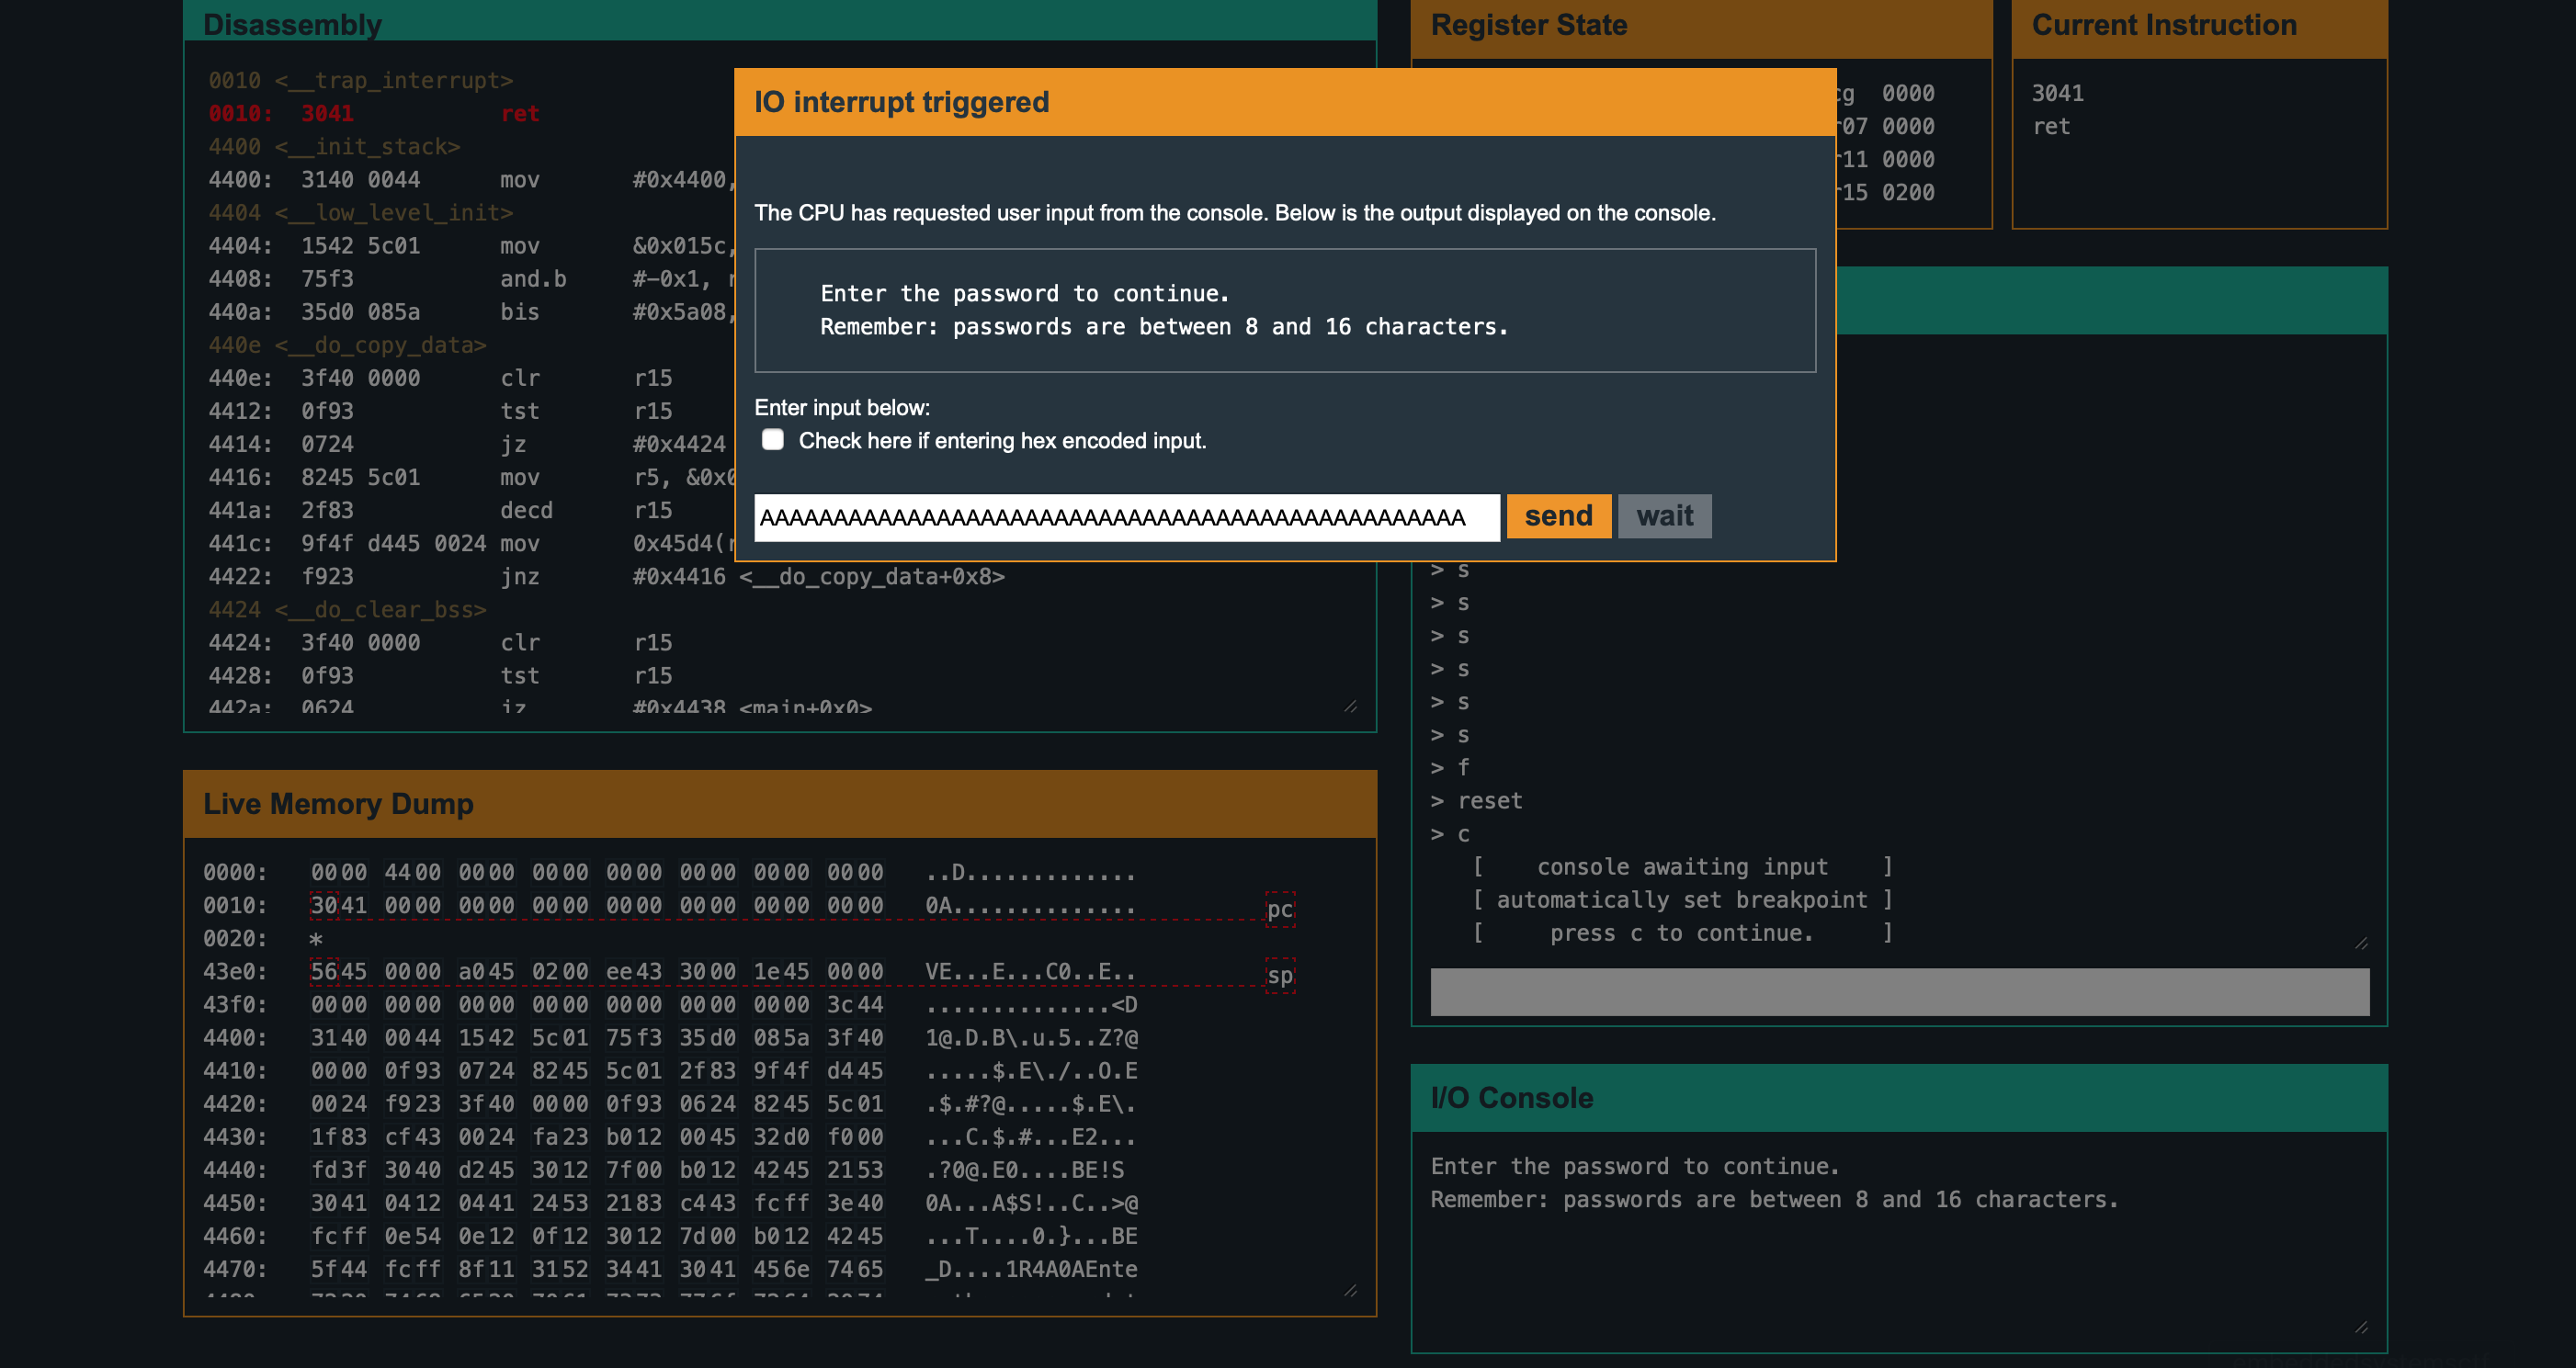 Disassembly
0010 <__trap_interrupt>
0010: 3041 ret
4400 <__init_stack>
4400: 3140 0044 mov #0x4400,
4404 <__low_level_init>
4404: 1542 5c01 mov &0x015c,
4408: 75f3 and.b #-0x1,
440a: 35d0 085a bis #0x5a08,
440e <__do_copy_data>
440e: 3f40 0000 clr r15
4412: 0f93 tst r15
4414: 0724 jz #0x4424
4416: 8245 5c01 mov r5, &0x0
441a: 2f83 decd r15
441c: 9f4f d445 0024 mov 0x45d4(
4422: f923 jnz #0x4416 <__do_copy_data+0x8>
4424 <__do_clear_bss>
4424: 3f40 0000 clr r15
4428: 0f93 tst r15
442a: 0624 jz #0x4438 <main+0x0>
Live Memory Dump
0000: 0000 4400 0000 0000 0000 0000 0000 0000 ..D.............
0010: 3041 0000 0000 0000 0000 0000 0000 0000 0A.............. pc
0020: *
43e0: 5645 0000 a045 0200 ee43 3000 1e45 0000 VE...E...C0..E.. sp
43f0: 0000 0000 0000 0000 0000 0000 0000 3c44 ..............<D
4400: 3140 0044 1542 5c01 75f3 35d0 085a 3f40 1@.D.B\.u.5..Z?@
4410: 0000 0f93 0724 8245 5c01 2f83 9f4f d445 .....$.E\./..O.E
4420: 0024 f923 3f40 0000 0f93 0624 8245 5c01 .$.#?@.....$.E\.
4430: 1f83 cf43 0024 fa23 b012 0045 32d0 f000 ...C.$.#...E2...
4440: fd3f 3040 d245 3012 7f00 b012 4245 2153 .?0@.E0....BE!S
4450: 3041 0412 0441 2453 2183 c443 fcff 3e40 0A...A$S!..C..>@
4460: fcff 0e54 0e12 0f12 3012 7d00 b012 4245 ...T....0.}...BE
4470: 5f44 fcff 8f11 3152 3441 3041 456e 7465 _D....1R4A0AEnte
IO interrupt triggered
The CPU has requested user input from the console. Below is the output displayed on the console.
Enter the password to continue.
Remember: passwords are between 8 and 16 characters.
Enter input below:
Check here if entering hex encoded input.
AAAAAAAAAAAAAAAAAAAAAAAAAAAAAAAAAAAAAAAAAAAAAAAA
send
wait
Register State
cg 0000
r07 0000
r11 0000
r15 0200
Current Instruction
3041
ret
> s
> s
> s
> s
> s
> s
> f
> reset
> c
[ console awaiting input ]
[ automatically set breakpoint ]
[ press c to continue. ]
I/O Console
Enter the password to continue.
Remember: passwords are between 8 and 16 characters.